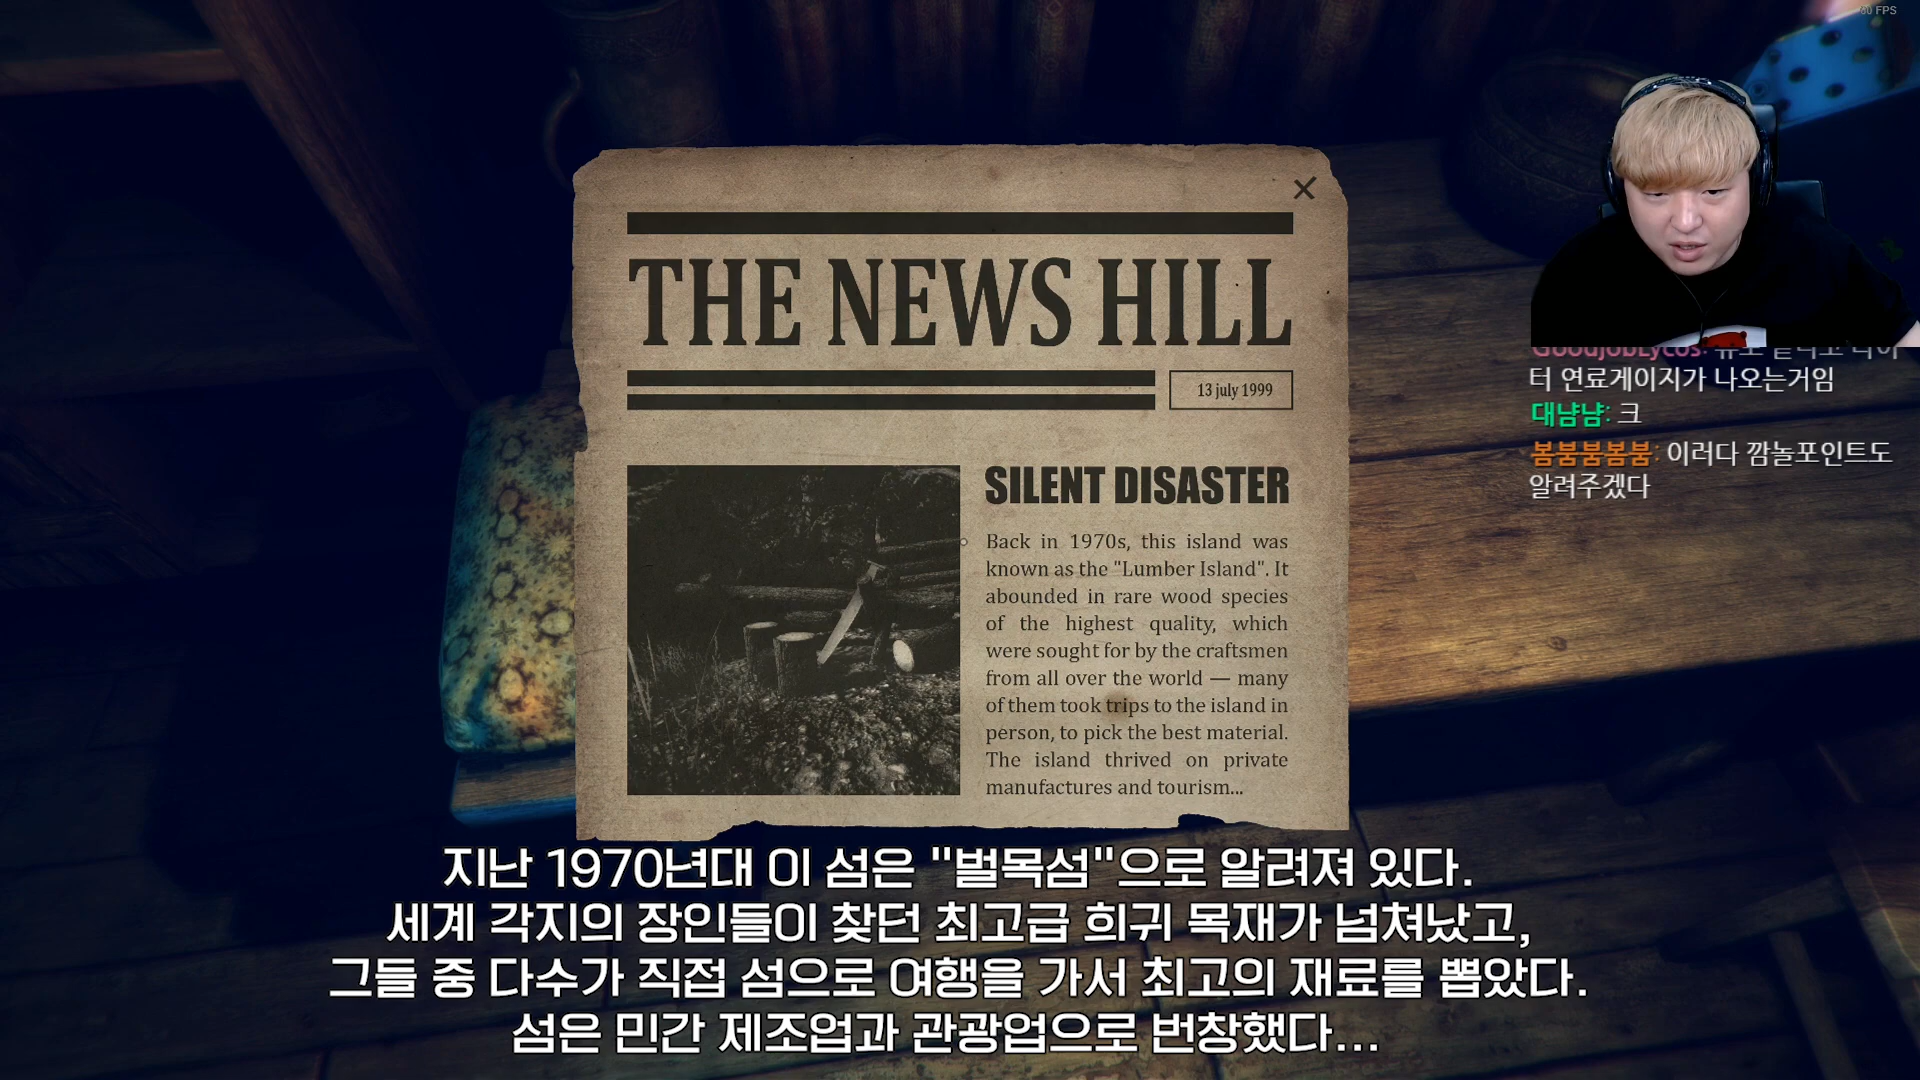 60 FPS
THE NEWS HILL
13 july 1999
SILENT DISASTER
Back in 1970s, this island was
known as the "Lumber Island". It
abounded in rare wood species
of the highest quality, which
were sought for by the craftsmen
from all over the world — many
of them took trips to the island in
person, to pick the best material.
The island thrived on private
manufactures and tourism...
GoodjobLycos:
터 연료게이지가 나오는거임
대냠냠: 크
봄붕붕봄붕: 이러다 깜놀포인트도
알려주겠다
지난 1970년대 이 섬은 "벌목섬"으로 알려져 있다.
세계 각지의 장인들이 찾던 최고급 희귀 목재가 넘쳐났고,
그들 중 다수가 직접 섬으로 여행을 가서 최고의 재료를 뽑았다.
섬은 민간 제조업과 관광업으로 번창했다...